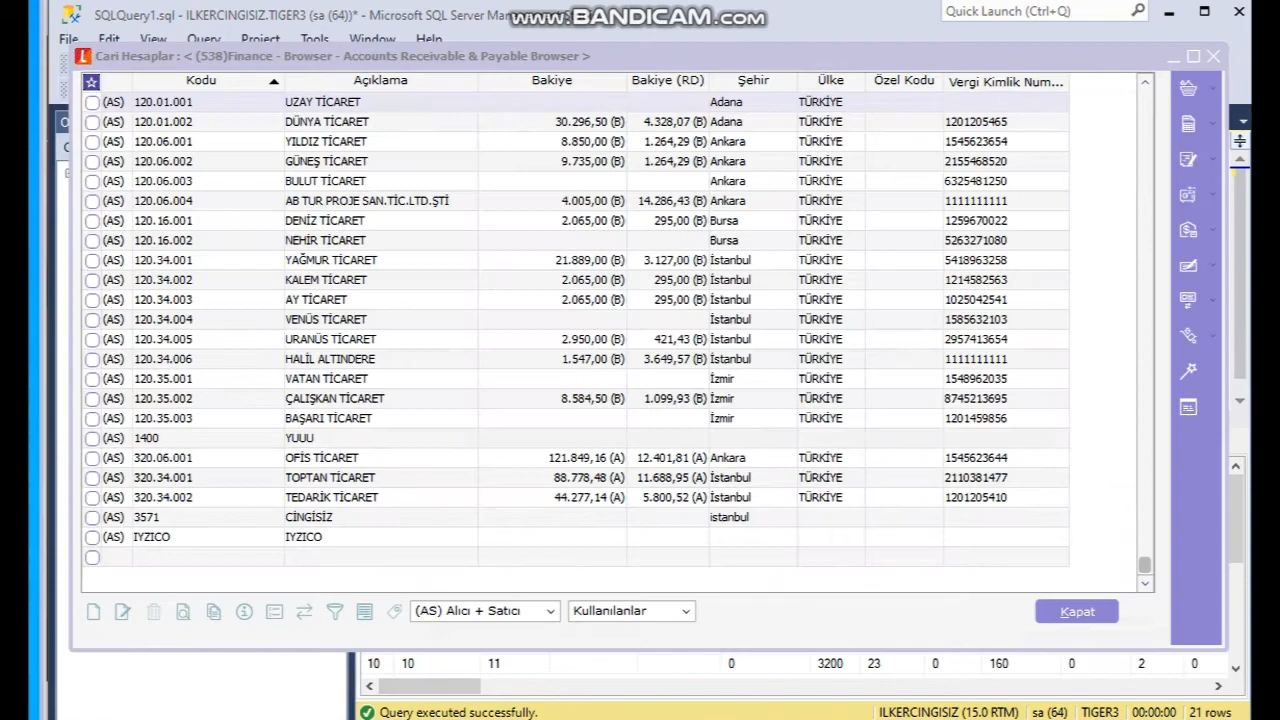 SQLQuery1.sql - ILKERCINGISIZ.TIGER3 (sa (64))* - Microsoft SQL Server Man
www.BANDICAM.com
Quick Launch (Ctrl+Q)
File Edit View Query Project Tools Window Help
Cari Hesaplar : < (538)Finance - Browser - Accounts Receivable & Payable Browser >
Kodu Açıklama Bakiye Bakiye (RD) Şehir Ülke Özel Kodu Vergi Kimlik Num...
(AS) 120.01.001 UZAY TİCARET Adana TÜRKİYE
(AS) 120.01.002 DÜNYA TİCARET 30.296,50 (B) 4.328,07 (B) Adana TÜRKİYE 1201205465
(AS) 120.06.001 YILDIZ TİCARET 8.850,00 (B) 1.264,29 (B) Ankara TÜRKİYE 1545623654
(AS) 120.06.002 GÜNEŞ TİCARET 9.735,00 (B) 1.264,29 (B) Ankara TÜRKİYE 2155468520
(AS) 120.06.003 BULUT TİCARET Ankara TÜRKİYE 6325481250
(AS) 120.06.004 AB TUR PROJE SAN.TİC.LTD.ŞTİ 4.005,00 (B) 14.286,43 (B) Ankara TÜRKİYE 1111111111
(AS) 120.16.001 DENİZ TİCARET 2.065,00 (B) 295,00 (B) Bursa TÜRKİYE 1259670022
(AS) 120.16.002 NEHİR TİCARET Bursa TÜRKİYE 5263271080
(AS) 120.34.001 YAĞMUR TİCARET 21.889,00 (B) 3.127,00 (B) İstanbul TÜRKİYE 5418963258
(AS) 120.34.002 KALEM TİCARET 2.065,00 (B) 295,00 (B) İstanbul TÜRKİYE 1214582563
(AS) 120.34.003 AY TİCARET 2.065,00 (B) 295,00 (B) İstanbul TÜRKİYE 1025042541
(AS) 120.34.004 VENÜS TİCARET İstanbul TÜRKİYE 1585632103
(AS) 120.34.005 URANÜS TİCARET 2.950,00 (B) 421,43 (B) İstanbul TÜRKİYE 2957413654
(AS) 120.34.006 HALİL ALTINDERE 1.547,00 (B) 3.649,57 (B) İstanbul TÜRKİYE 1111111111
(AS) 120.35.001 VATAN TİCARET İzmir TÜRKİYE 1548962035
(AS) 120.35.002 ÇALIŞKAN TİCARET 8.584,50 (B) 1.099,93 (B) İzmir TÜRKİYE 8745213695
(AS) 120.35.003 BAŞARI TİCARET İzmir TÜRKİYE 1201459856
(AS) 1400 YUUU
(AS) 320.06.001 OFİS TİCARET 121.849,16 (A) 12.401,81 (A) Ankara TÜRKİYE 1545623644
(AS) 320.34.001 TOPTAN TİCARET 88.778,48 (A) 11.688,95 (A) İstanbul TÜRKİYE 2110381477
(AS) 320.34.002 TEDARİK TİCARET 44.277,14 (A) 5.800,52 (A) İstanbul TÜRKİYE 1201205410
(AS) 3571 CİNGİSİZ istanbul
(AS) IYZICO IYZICO
(AS) Alıcı + Satıcı Kullanılanlar Kapat
10 10 11 0 3200 23 0 160 0 2 0
Query executed successfully. ILKERCINGISIZ (15.0 RTM) sa (64) TIGER3 00:00:00 21 rows